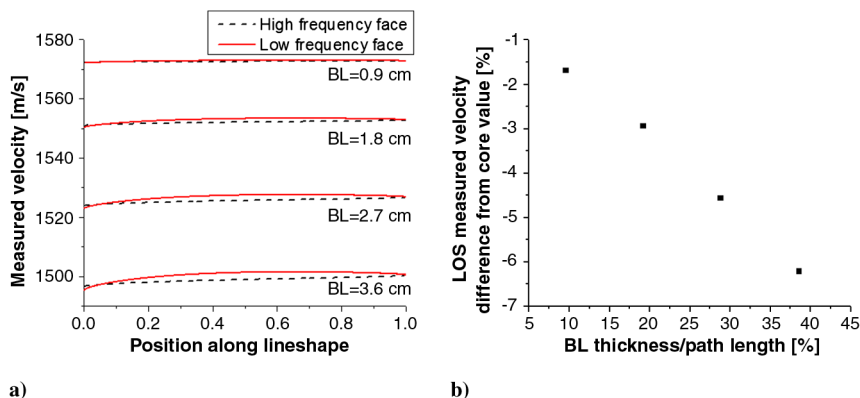 High frequency face
Low frequency face
1580
1560
1540
1520
1500
Measured velocity [m/s]
BL=0.9 cm
BL=1.8 cm
BL=2.7 cm
BL=3.6 cm
0.0 0.2 0.4 0.6 0.8 1.0
Position along lineshape
a)
LOS measured velocity
difference from core value [%]
-1
-2
-3
-4
-5
-6
-7
5 10 15 20 25 30 35 40 45
BL thickness/path length [%]
b)